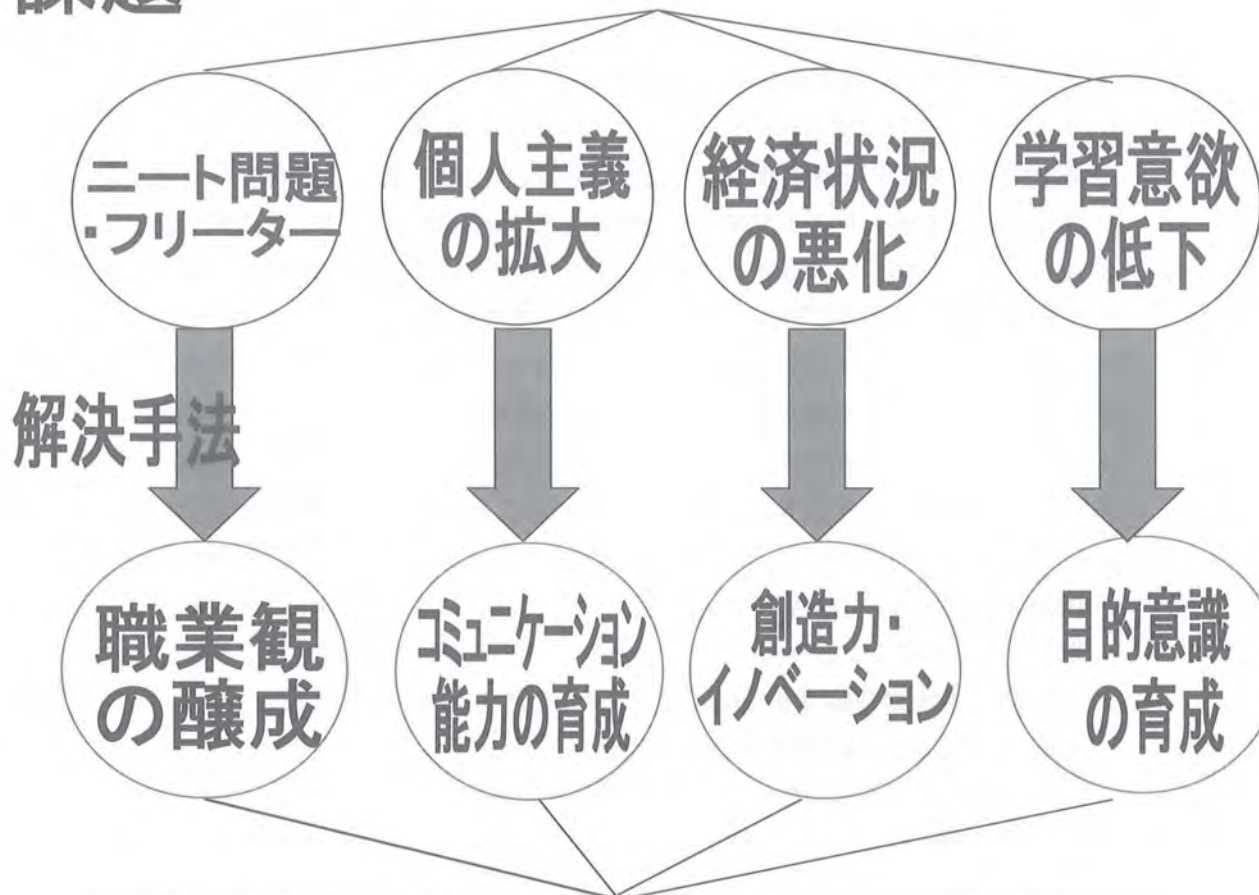 課題
ニート問題
・フリーター
個人主義
の拡大
経済状況
の悪化
学習意欲
の低下
解決手法
職業観
の醸成
コミュニケーション
能力の育成
創造力・
イノベーション
目的意識
の育成